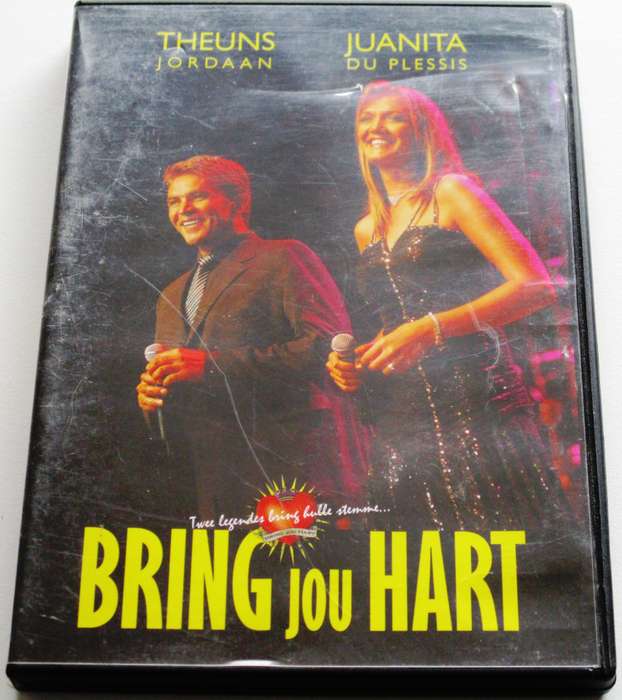 THEUNS
JORDAAN
JUANITA
DU PLESSIS
Twee legendes bring hulle stemme...
BRING JOU HART